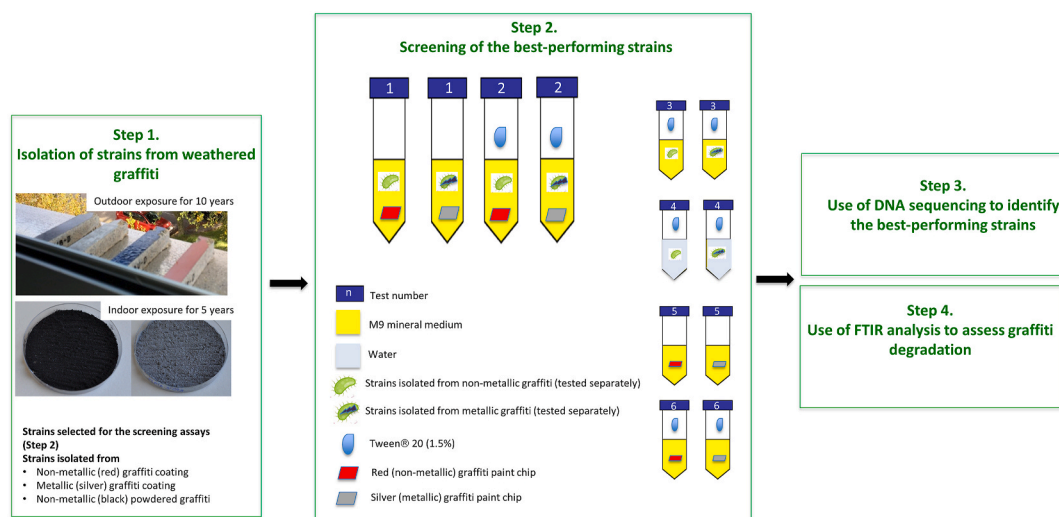 Step 1.
Isolation of strains from weathered
graffiti
Outdoor exposure for 10 years
Indoor exposure for 5 years
Strains selected for the screening assays
(Step 2)
Strains isolated from
• Non-metallic (red) graffiti coating
• Metallic (silver) graffiti coating
• Non-metallic (black) powdered graffiti
Step 2.
Screening of the best-performing strains
1 1 2 2
3 3
4 4
5 5
6 6
n Test number
M9 mineral medium
Water
Strains isolated from non-metallic graffiti (tested separately)
Strains isolated from metallic graffiti (tested separately)
Tween® 20 (1.5%)
Red (non-metallic) graffiti paint chip
Silver (metallic) graffiti paint chip
Step 3.
Use of DNA sequencing to identify
the best-performing strains
Step 4.
Use of FTIR analysis to assess graffiti
degradation